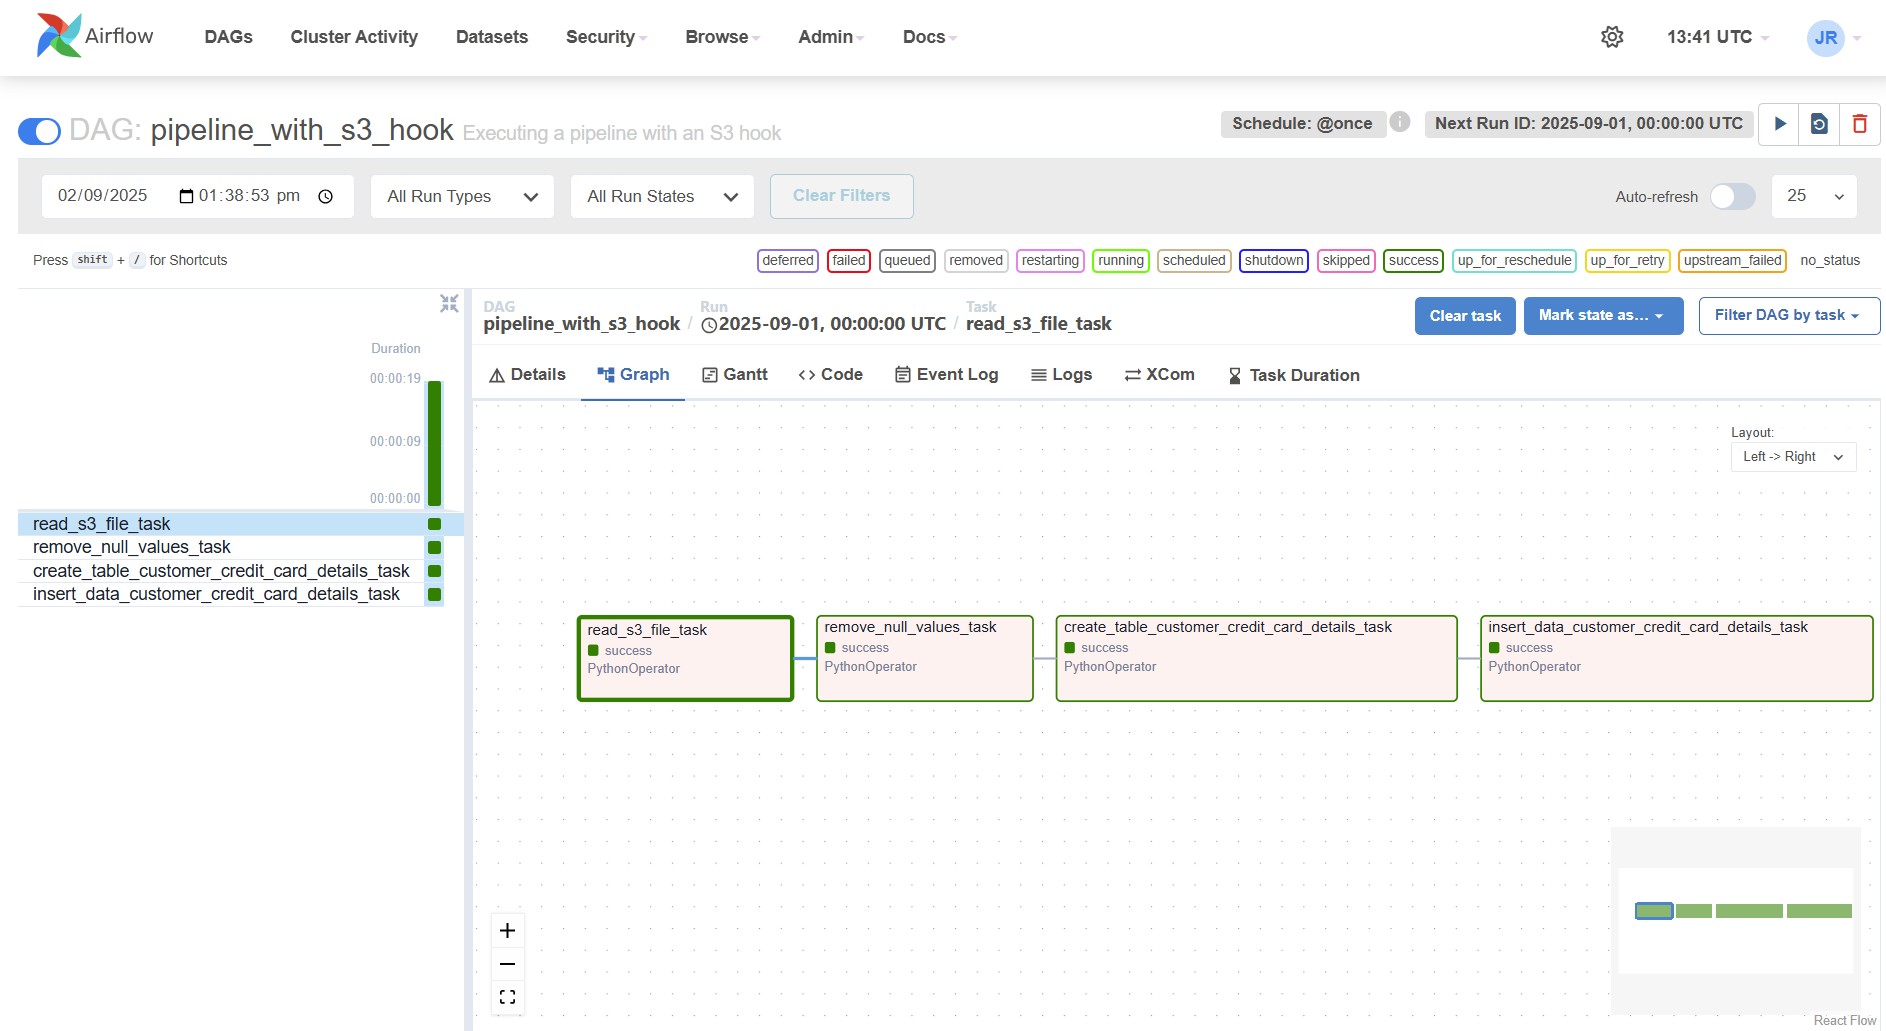 Airflow DAGs Cluster Activity Datasets Security Browse Admin Docs 13:41 UTC JR
DAG: pipeline_with_s3_hook Executing a pipeline with an S3 hook Schedule: @once i Next Run ID: 2025-09-01, 00:00:00 UTC
02/09/2025 01:38:53 pm All Run Types All Run States Clear Filters Auto-refresh 25
Press shift + / for Shortcuts deferred failed queued removed restarting running scheduled shutdown skipped success up_for_reschedule up_for_retry upstream_failed no_status
DAG Run Task
pipeline_with_s3_hook / 2025-09-01, 00:00:00 UTC / read_s3_file_task Clear task Mark state as... Filter DAG by task
Details Graph Gantt <> Code Event Log Logs XCom Task Duration
Duration
00:00:19
00:00:09
00:00:00
read_s3_file_task
remove_null_values_task
create_table_customer_credit_card_details_task
insert_data_customer_credit_card_details_task
Layout:
Left -> Right
read_s3_file_task
success
PythonOperator
remove_null_values_task
success
PythonOperator
create_table_customer_credit_card_details_task
success
PythonOperator
insert_data_customer_credit_card_details_task
success
PythonOperator
React Flow